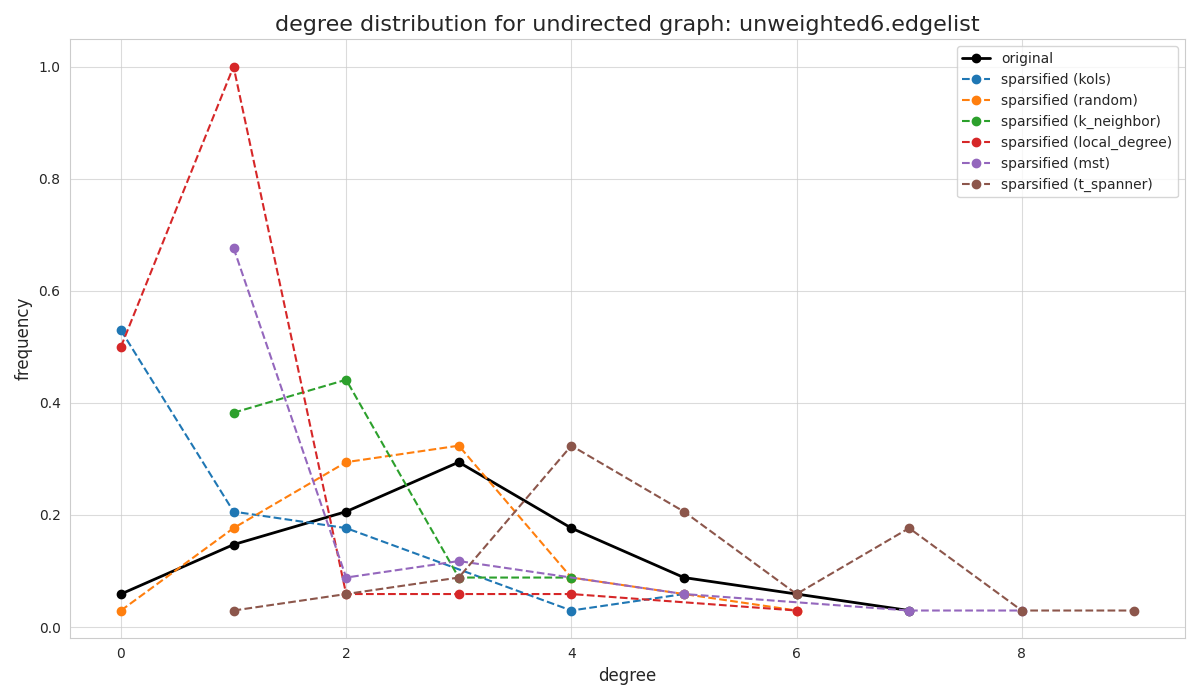 degree distribution for undirected graph: unweighted6.edgelist
original
sparsified (kols)
sparsified (random)
sparsified (k_neighbor)
sparsified (local_degree)
sparsified (mst)
sparsified (t_spanner)
frequency
1.0
0.8
0.6
0.4
0.2
0.0
0 2 4 6 8
degree